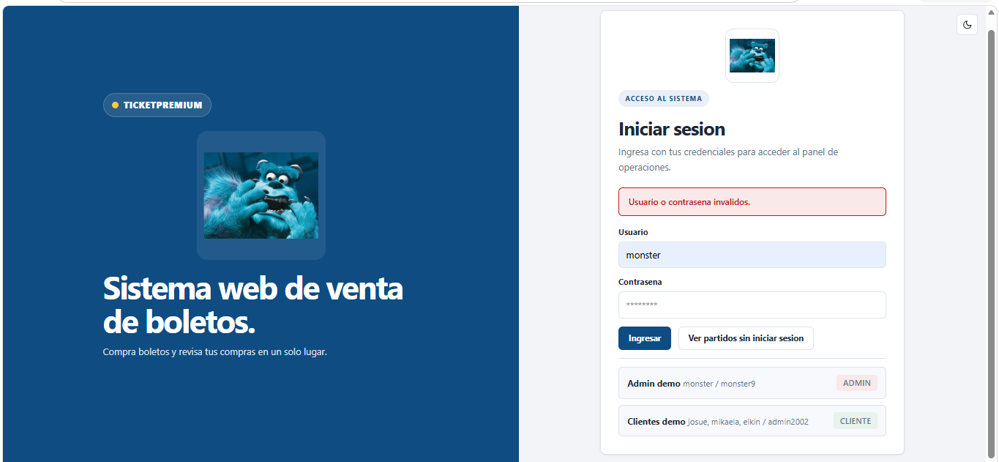 TICKETPREMIUM
Sistema web de venta
de boletos.
Compra boletos y revisa tus compras en un solo lugar.
ACCESO AL SISTEMA
Iniciar sesion
Ingresa con tus credenciales para acceder al panel de
operaciones.
Usuario o contrasena invalidos.
Usuario
monster
Contrasena
********
Ingresar
Ver partidos sin iniciar sesion
Admin demo monster / monster9
ADMIN
Clientes demo josue, mikaela, elkin / admin2002
CLIENTE